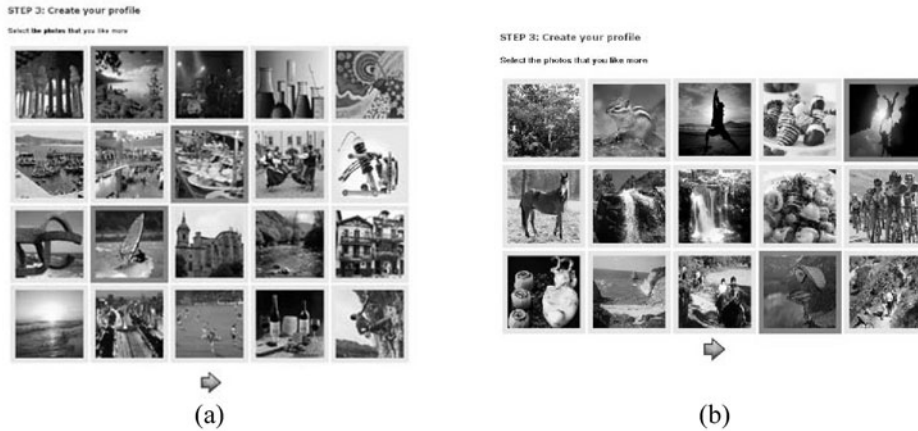 STEP 3: Create your profile
Select the photos that you like more
(a)
STEP 3: Create your profile
Select the photos that you like more
(b)